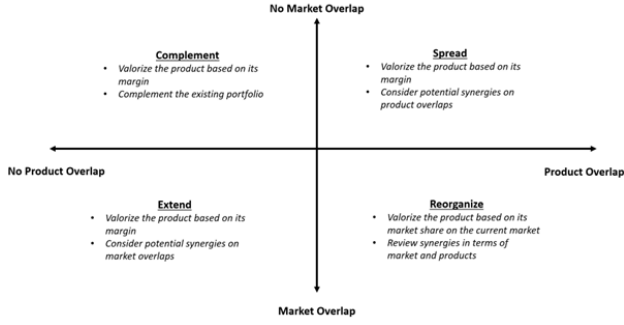 No Market Overlap
Complement
• Valorize the product based on its
margin
• Complement the existing portfolio
Spread
• Valorize the product based on its
margin
• Consider potential synergies on
product overlaps
No Product Overlap
Product Overlap
Extend
• Valorize the product based on its
margin
• Consider potential synergies on
market overlaps
Reorganize
• Valorize the product based on its
market share on the current market
• Review synergies in terms of
market and products
Market Overlap